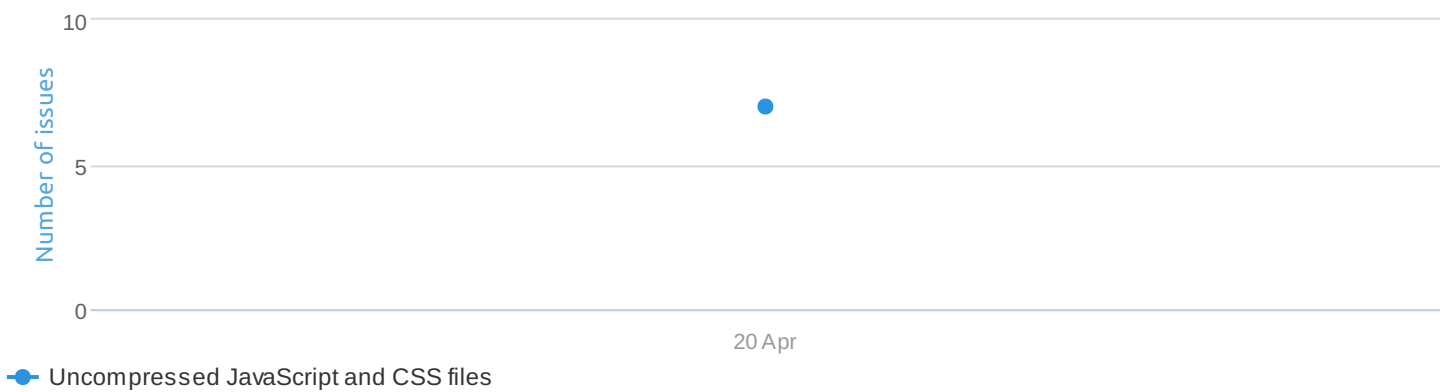 10
Number of issues
5
0
20 Apr
Uncompressed JavaScript and CSS files